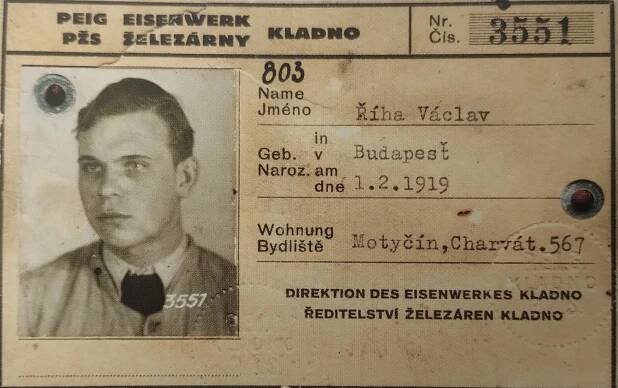 PEIG EISENWERK KLADNO
PŽS ŽELEZÁRNY
Nr. 3551
Čís.
803
Name
Jméno Říha Václav
in
Geb. v Budapešť
Naroz. am
dne 1.2.1919
Wohnung
Bydliště Motyčín,Charvát.567
3551
DIREKTION DES EISENWERKES KLADNO
ŘEDITELSTVÍ ŽELEZÁREN KLADNO